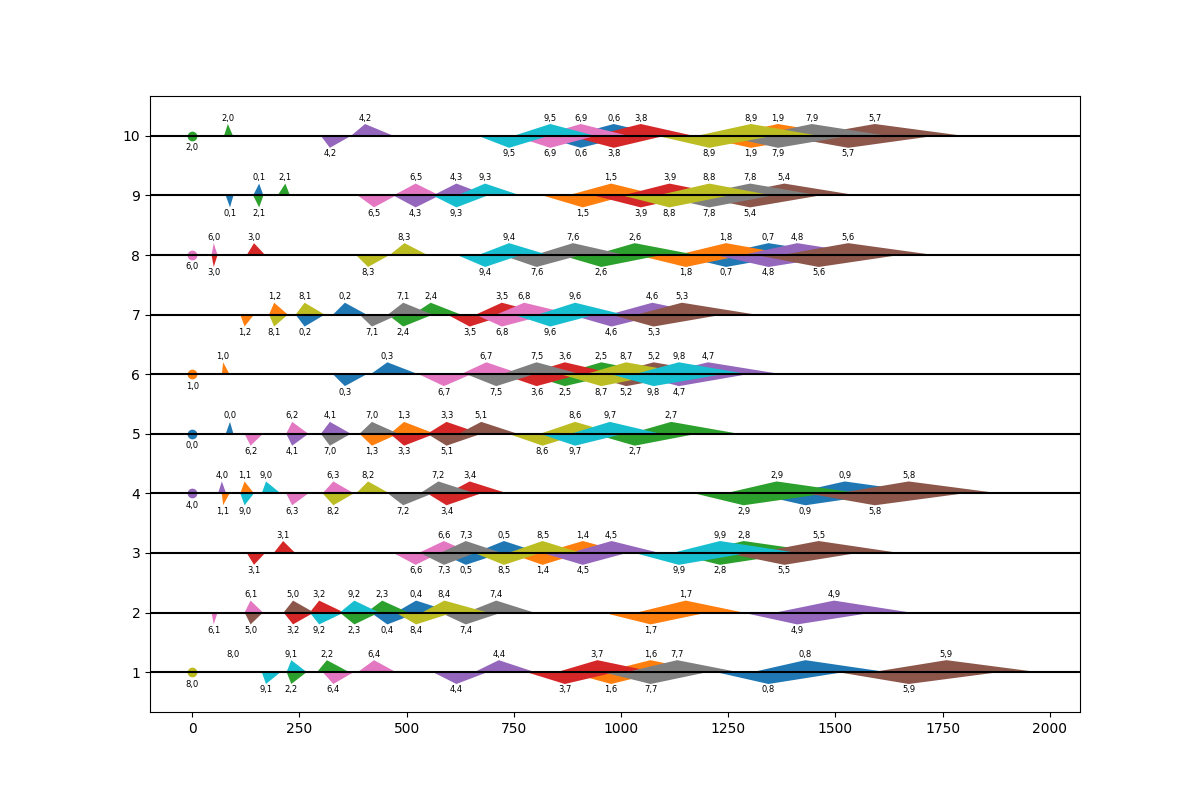 2,0 4,2 9,5 6,9 0,6 3,8 8,9 1,9 7,9 5,7
10
2,0 4,2 9,5 6,9 0,6 3,8 8,9 1,9 7,9 5,7
0,1 2,1 6,5 4,3 9,3 1,5 3,9 8,8 7,8 5,4
9
0,1 2,1 6,5 4,3 9,3 1,5 3,9 8,8 7,8 5,4
6,0 3,0 8,3 9,4 7,6 2,6 1,8 0,7 4,8 5,6
8
6,0 3,0 8,3 9,4 7,6 2,6 1,8 0,7 4,8 5,6
1,2 8,1 0,2 7,1 2,4 3,5 6,8 9,6 4,6 5,3
7
1,2 8,1 0,2 7,1 2,4 3,5 6,8 9,6 4,6 5,3
1,0 0,3 6,7 7,5 3,6 2,5 8,7 5,2 9,8 4,7
6
1,0 0,3 6,7 7,5 3,6 2,5 8,7 5,2 9,8 4,7
0,0 6,2 4,1 7,0 1,3 3,3 5,1 8,6 9,7 2,7
5
0,0 6,2 4,1 7,0 1,3 3,3 5,1 8,6 9,7 2,7
4,0 1,1 9,0 6,3 8,2 7,2 3,4 2,9 0,9 5,8
4
4,0 1,1 9,0 6,3 8,2 7,2 3,4 2,9 0,9 5,8
3,1 6,6 7,3 0,5 8,5 1,4 4,5 9,9 2,8 5,5
3
3,1 6,6 7,3 0,5 8,5 1,4 4,5 9,9 2,8 5,5
6,1 5,0 3,2 9,2 2,3 0,4 8,4 7,4 1,7 4,9
2
6,1 5,0 3,2 9,2 2,3 0,4 8,4 7,4 1,7 4,9
8,0 9,1 2,2 6,4 4,4 3,7 1,6 7,7 0,8 5,9
1
8,0 9,1 2,2 6,4 4,4 3,7 1,6 7,7 0,8 5,9
0 250 500 750 1000 1250 1500 1750 2000